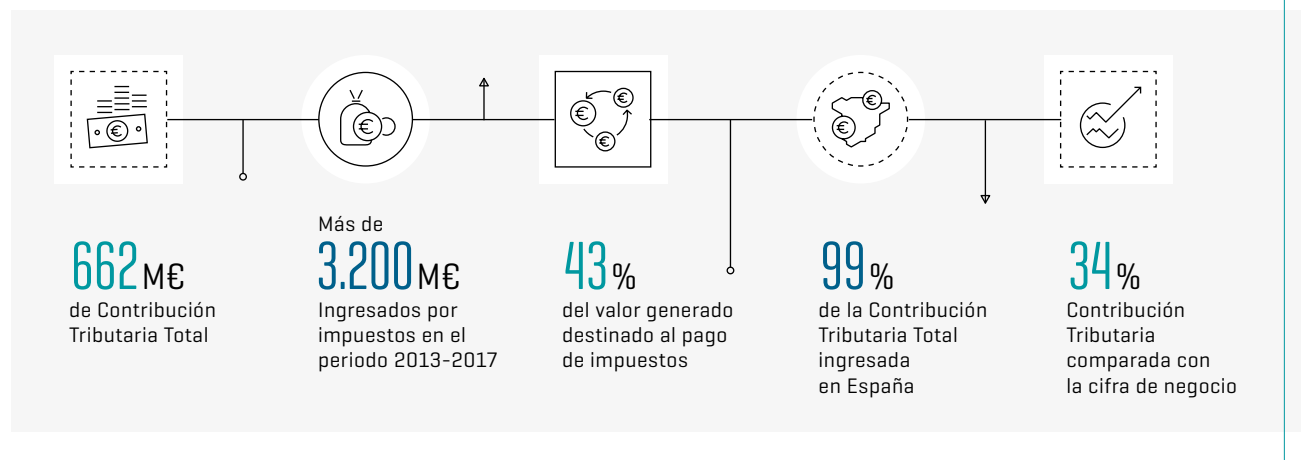 662 M€
de Contribución
Tributaria Total
Más de
3.200 M€
Ingresados por
impuestos en el
periodo 2013-2017
43 %
del valor generado
destinado al pago
de impuestos
99 %
de la Contribución
Tributaria Total
ingresada
en España
34 %
Contribución
Tributaria
comparada con
la cifra de negocio